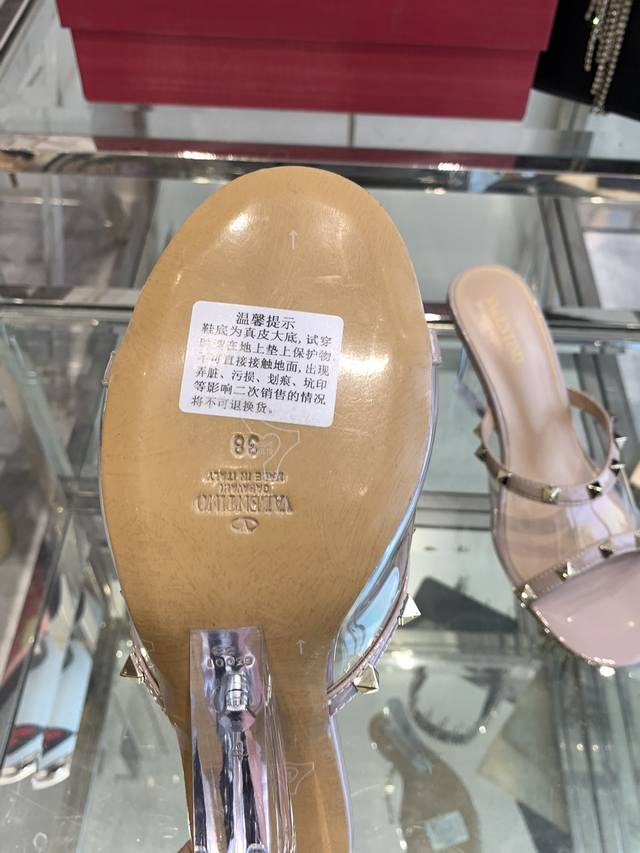 温馨提示
鞋底为真皮大底,试穿
在地上垫上保护物,
不可直接接触地面,出现
弄脏、污损、划痕、坑印
等影响二次销售的情况
将不可退换货。
38
MADE IN ITALY
GARAVANI
VALENTINO